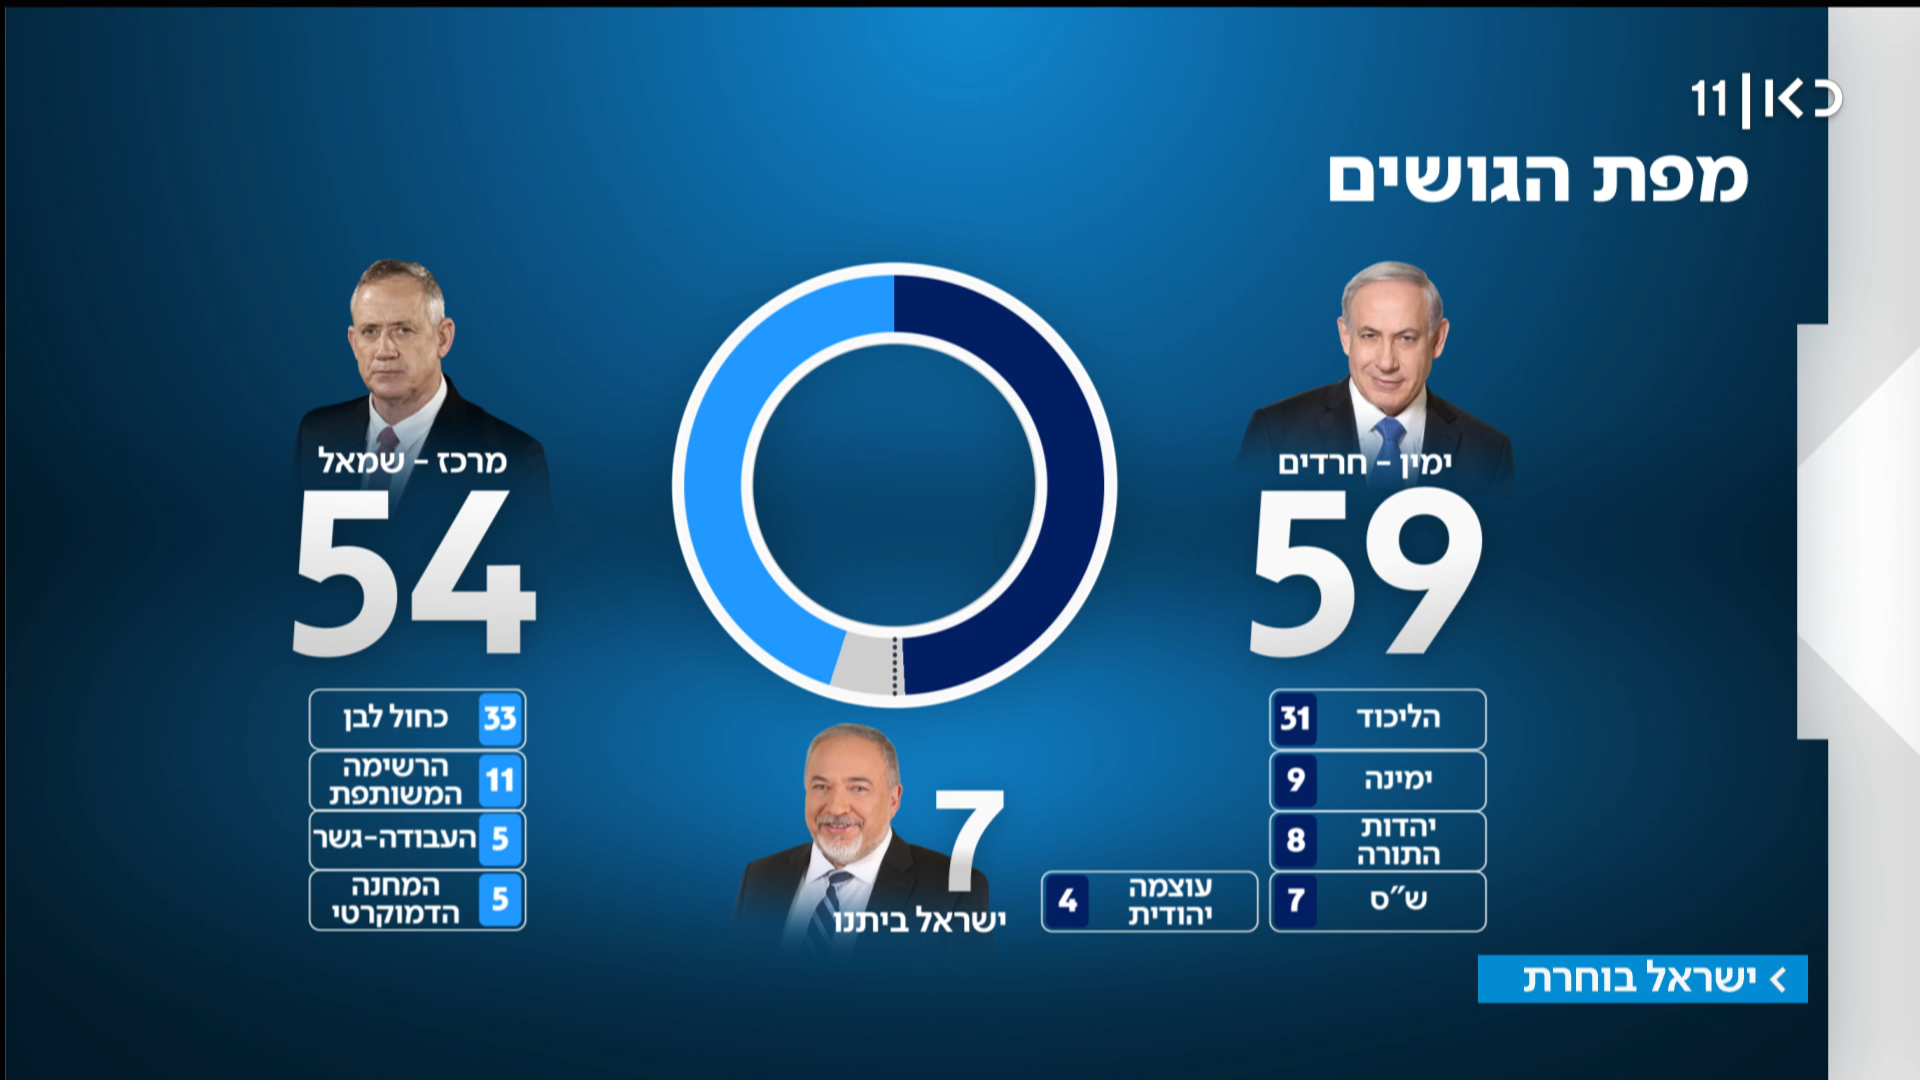 כאן | 11
מפת הגושים
ימין - חרדים
59
הליכוד 31
ימינה 9
יהדות
התורה 8
ש״ס 7
עוצמה
יהודית 4
7
ישראל ביתנו
מרכז - שמאל
54
33 כחול לבן
11 הרשימה
המשותפת
5 העבודה-גשר
5 המחנה
הדמוקרטי
ישראל בוחרת